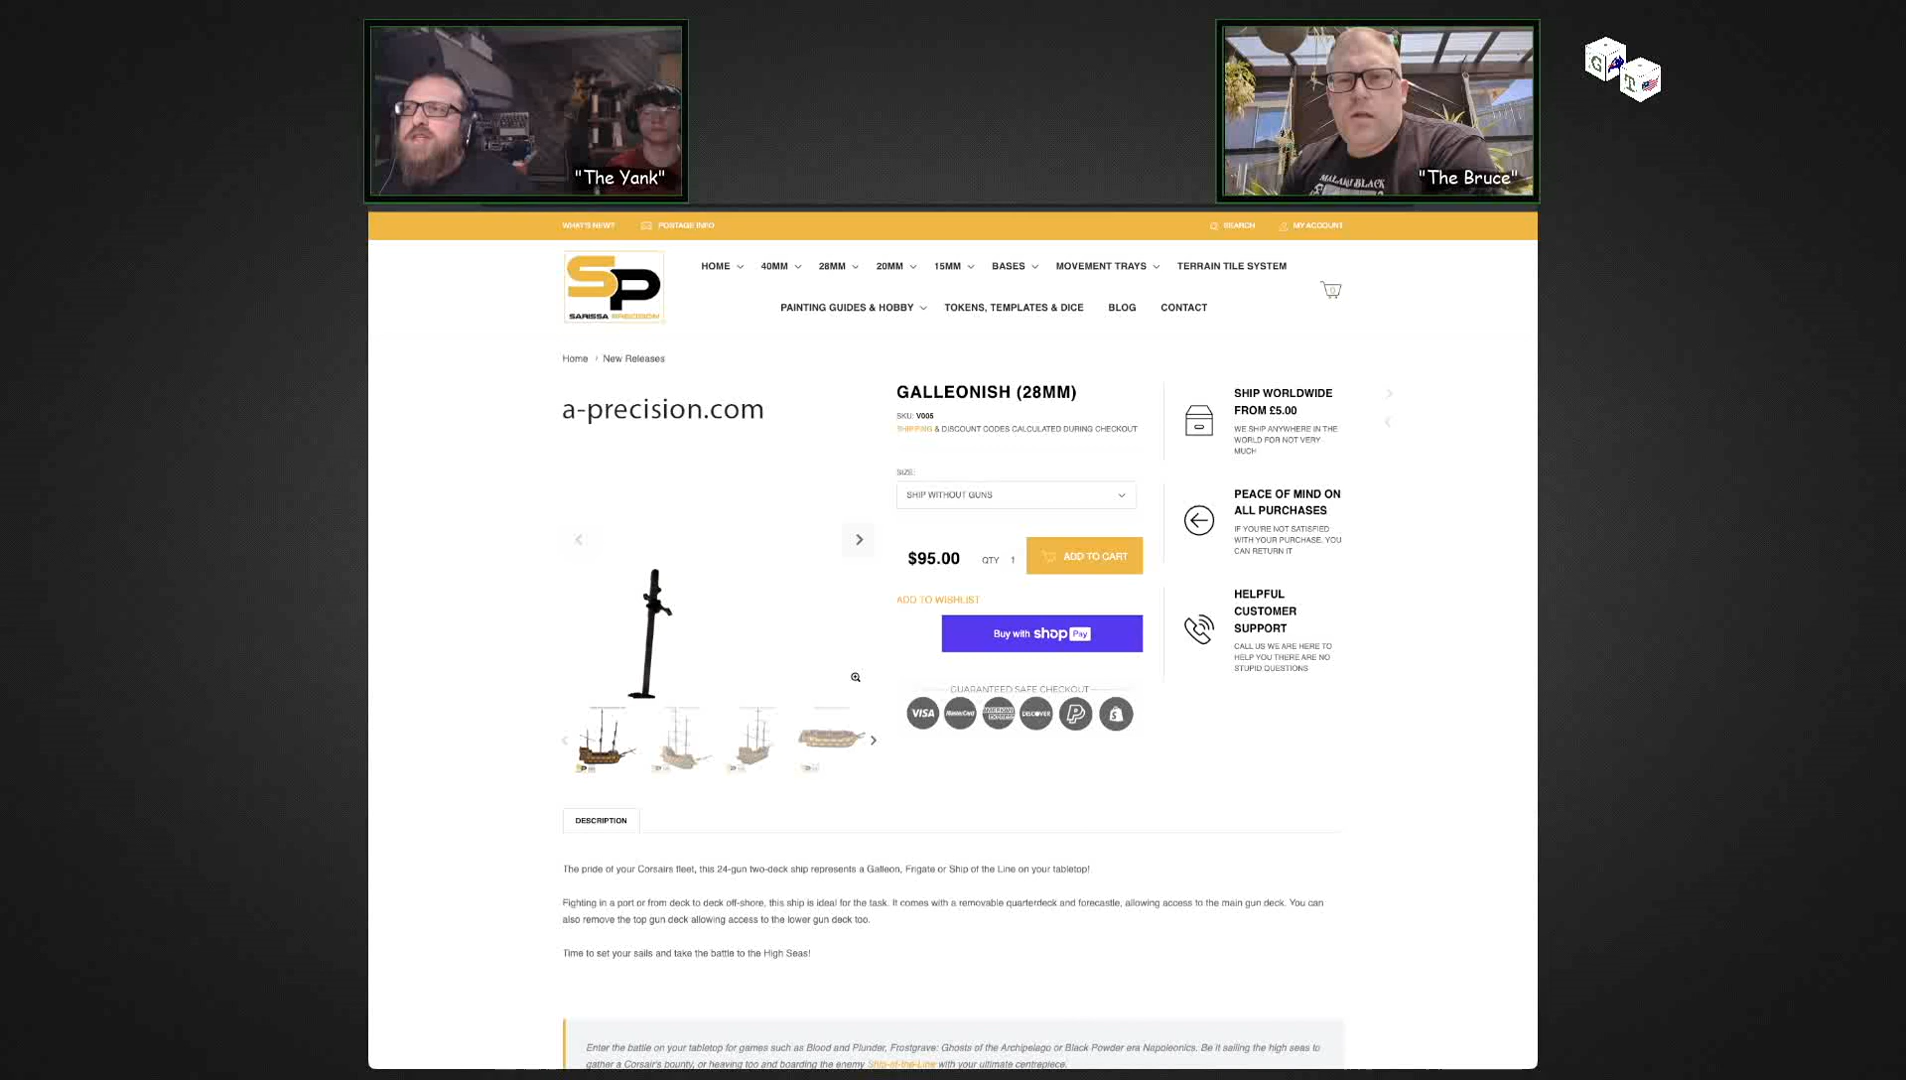 "The Yank"
"The Bruce"
G
T
MALAKI BLACK
WHAT'S NEW?
POSTAGE INFO
SEARCH
MY ACCOUNT
SP
SARISSA PRECISION
HOME 40MM 28MM 20MM 15MM BASES MOVEMENT TRAYS TERRAIN TILE SYSTEM
PAINTING GUIDES & HOBBY TOKENS, TEMPLATES & DICE BLOG CONTACT
0
Home › New Releases
a-precision.com
GALLEONISH (28MM)
SKU: V005
SHIPPING & DISCOUNT CODES CALCULATED DURING CHECKOUT
SIZE:
SHIP WITHOUT GUNS
$95.00 QTY 1 ADD TO CART
ADD TO WISHLIST
Buy with shop Pay
GUARANTEED SAFE CHECKOUT
VISA MasterCard AMERICAN EXPRESS DISCOVER
SHIP WORLDWIDE
FROM £5.00
WE SHIP ANYWHERE IN THE
WORLD FOR NOT VERY
MUCH
PEACE OF MIND ON
ALL PURCHASES
IF YOU'RE NOT SATISFIED
WITH YOUR PURCHASE, YOU
CAN RETURN IT
HELPFUL
CUSTOMER
SUPPORT
CALL US WE ARE HERE TO
HELP YOU THERE ARE NO
STUPID QUESTIONS
DESCRIPTION
The pride of your Corsairs fleet, this 24-gun two-deck ship represents a Galleon, Frigate or Ship of the Line on your tabletop!
Fighting in a port or from deck to deck off-shore, this ship is ideal for the task. It comes with a removable quarterdeck and forecastle, allowing access to the main gun deck. You can
also remove the top gun deck allowing access to the lower gun deck too.
Time to set your sails and take the battle to the High Seas!
Enter the battle on your tabletop for games such as Blood and Plunder, Frostgrave: Ghosts of the Archipelago or Black Powder era Napoleonics. Be it sailing the high seas to
gather a Corsair's bounty, or heaving too and boarding the enemy Ship-of-the-Line with your ultimate centrepiece.